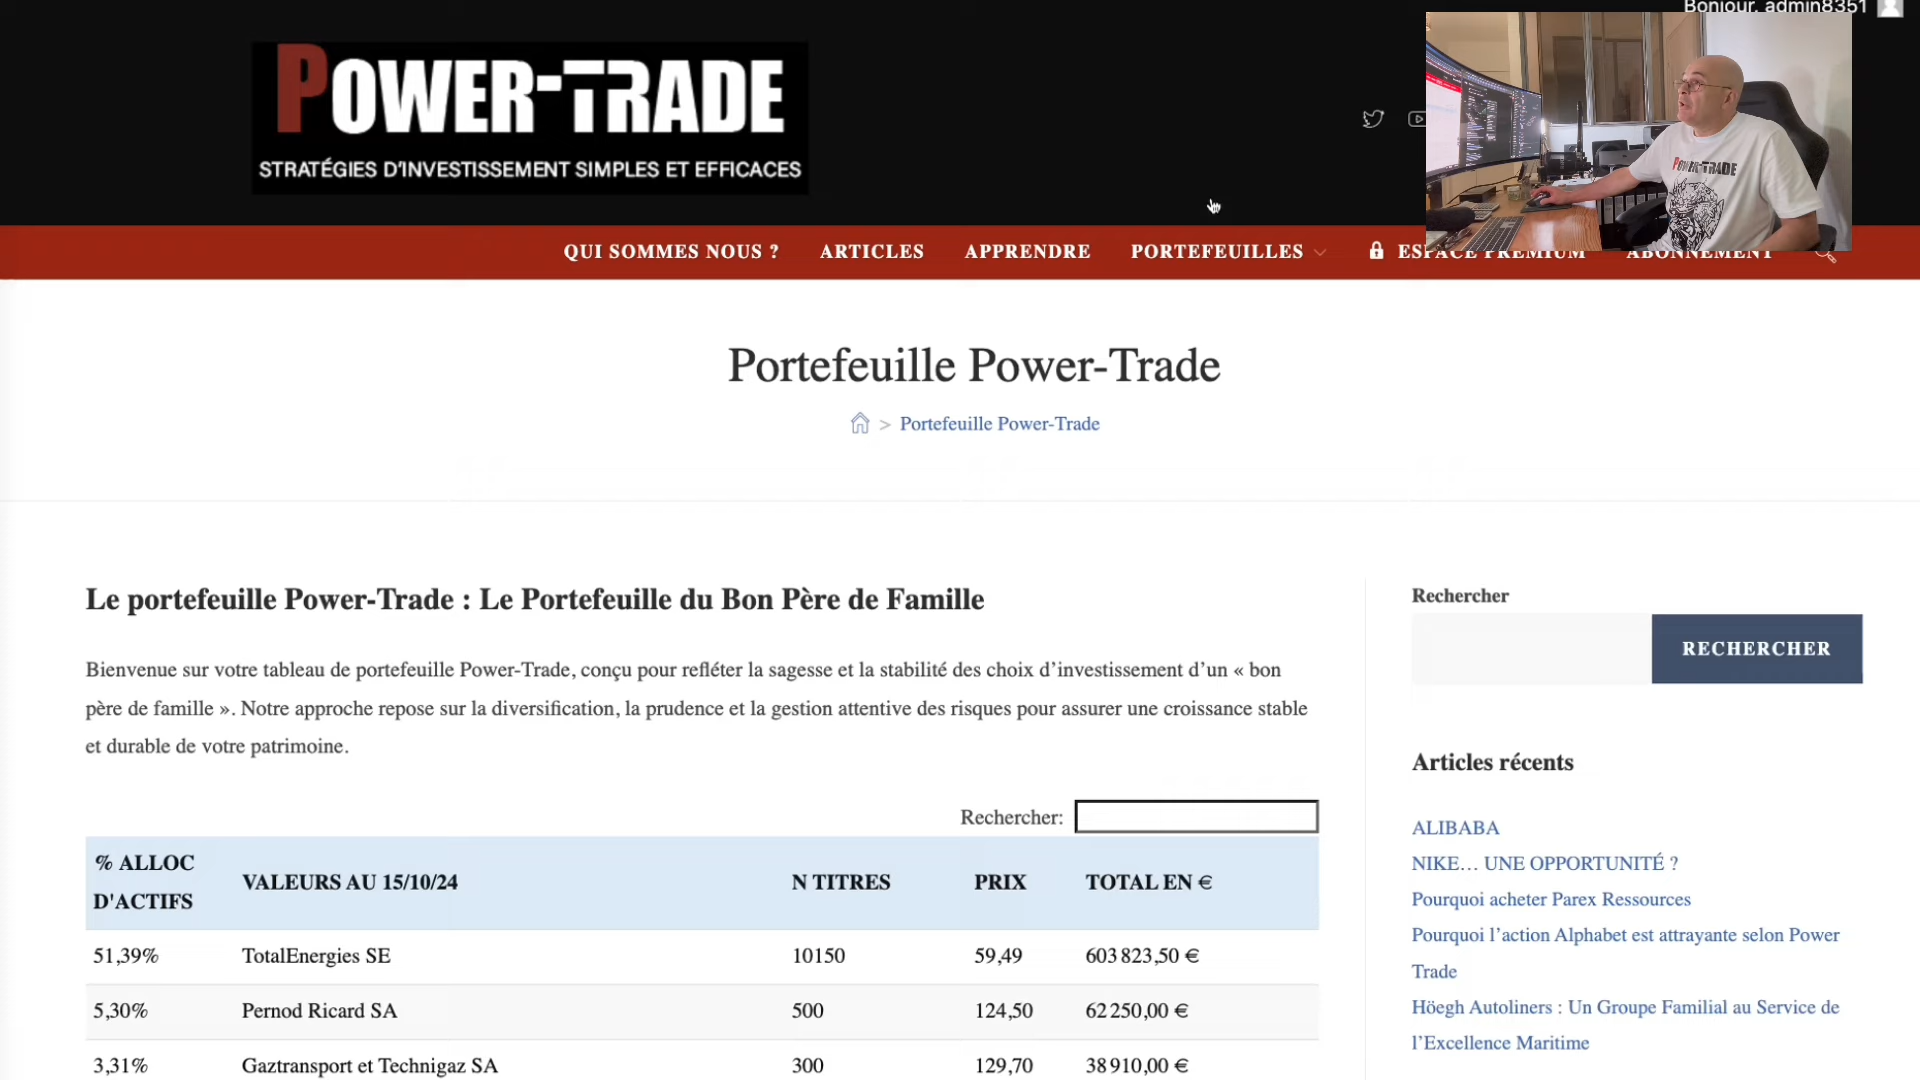 Bonjour, admin8351
POWER-TRADE
STRATÉGIES D'INVESTISSEMENT SIMPLES ET EFFICACES
POWER-TRADE
QUI SOMMES NOUS ? ARTICLES APPRENDRE PORTEFEUILLES ESPACE PREMIUM ABONNEMENT
Portefeuille Power-Trade
> Portefeuille Power-Trade
Le portefeuille Power-Trade : Le Portefeuille du Bon Père de Famille
Bienvenue sur votre tableau de portefeuille Power-Trade, conçu pour refléter la sagesse et la stabilité des choix d’investissement d’un « bon
père de famille ». Notre approche repose sur la diversification, la prudence et la gestion attentive des risques pour assurer une croissance stable
et durable de votre patrimoine.
Rechercher:
% ALLOC
D'ACTIFS VALEURS AU 15/10/24 N TITRES PRIX TOTAL EN €
51,39% TotalEnergies SE 10150 59,49 603 823,50 €
5,30% Pernod Ricard SA 500 124,50 62 250,00 €
3,31% Gaztransport et Technigaz SA 300 129,70 38 910,00 €
Rechercher
RECHERCHER
Articles récents
ALIBABA
NIKE… UNE OPPORTUNITÉ ?
Pourquoi acheter Parex Ressources
Pourquoi l’action Alphabet est attrayante selon Power
Trade
Höegh Autoliners : Un Groupe Familial au Service de
l’Excellence Maritime